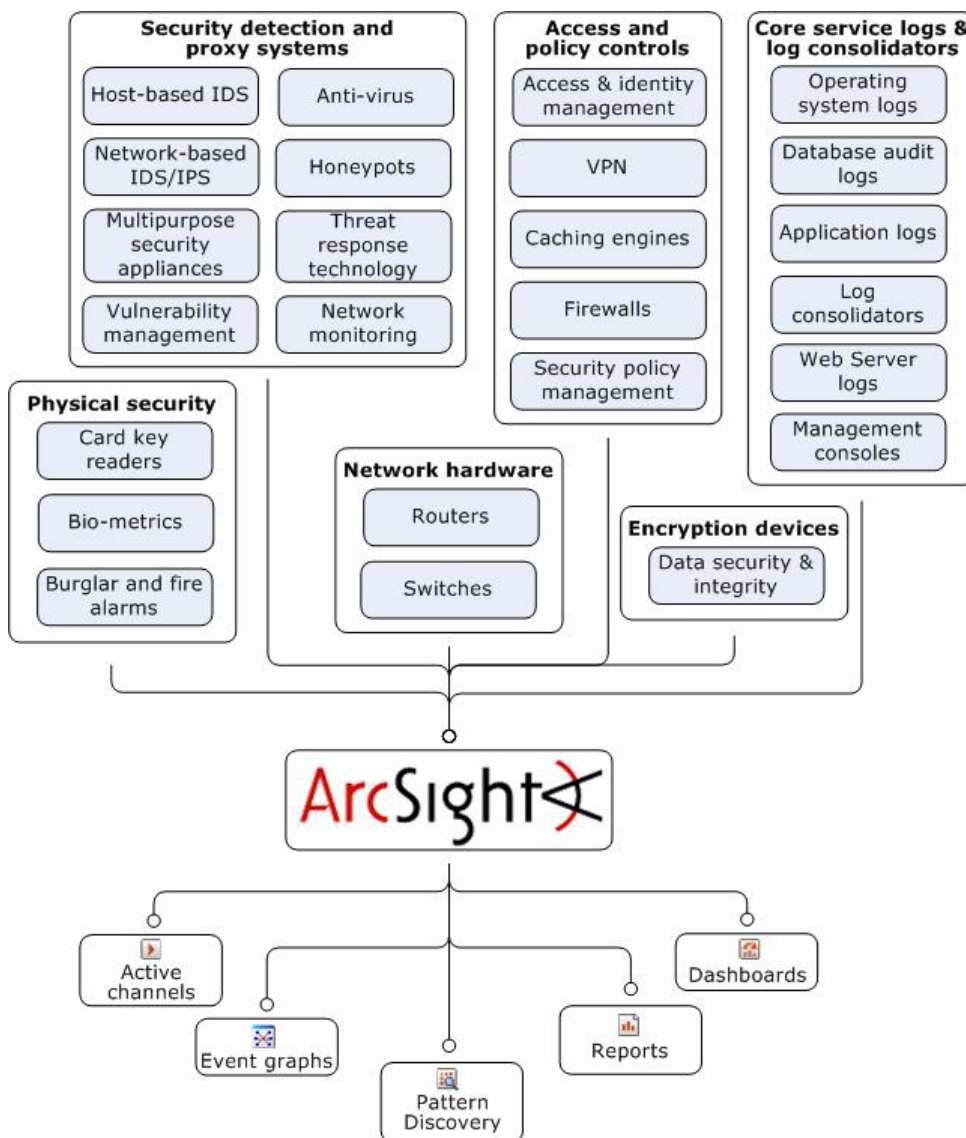 Security detection and
proxy systems
Host-based IDS
Anti-virus
Network-based
IDS/IPS
Honeypots
Multipurpose
security
appliances
Threat
response
technology
Vulnerability
management
Network
monitoring
Access and
policy controls
Access & identity
management
VPN
Caching engines
Firewalls
Security policy
management
Core service logs &
log consolidators
Operating
system logs
Database audit
logs
Application logs
Log
consolidators
Web Server
logs
Management
consoles
Physical security
Card key
readers
Bio-metrics
Burglar and fire
alarms
Network hardware
Routers
Switches
Encryption devices
Data security &
integrity
ArcSight
Active
channels
Event graphs
Pattern
Discovery
Reports
Dashboards